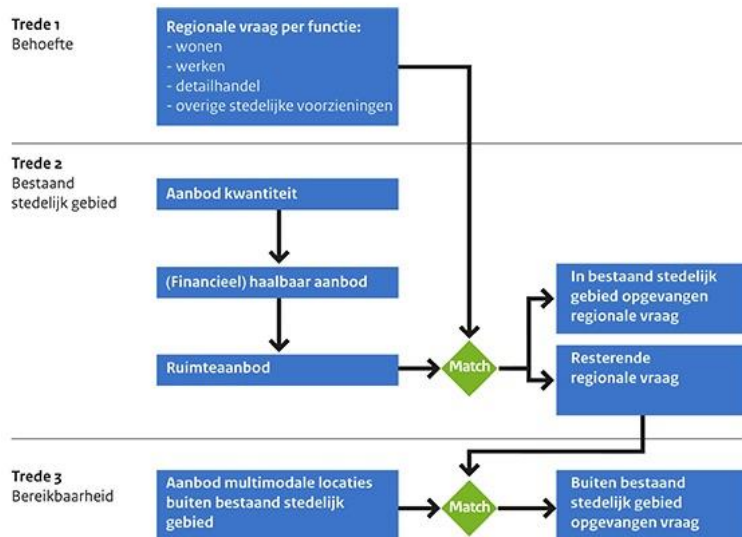 Trede 1
Behoefte
Regionale vraag per functie:
- wonen
- werken
- detailhandel
- overige stedelijke voorzieningen
Trede 2
Bestaand
stedelijk gebied
Aanbod kwantiteit
(Financieel) haalbaar aanbod
Ruimteaanbod
Match
In bestaand stedelijk
gebied opgevangen
regionale vraag
Resterende
regionale vraag
Trede 3
Bereikbaarheid
Aanbod multimodale locaties
buiten bestaand stedelijk
gebied
Match
Buiten bestaand
stedelijk gebied
opgevangen vraag